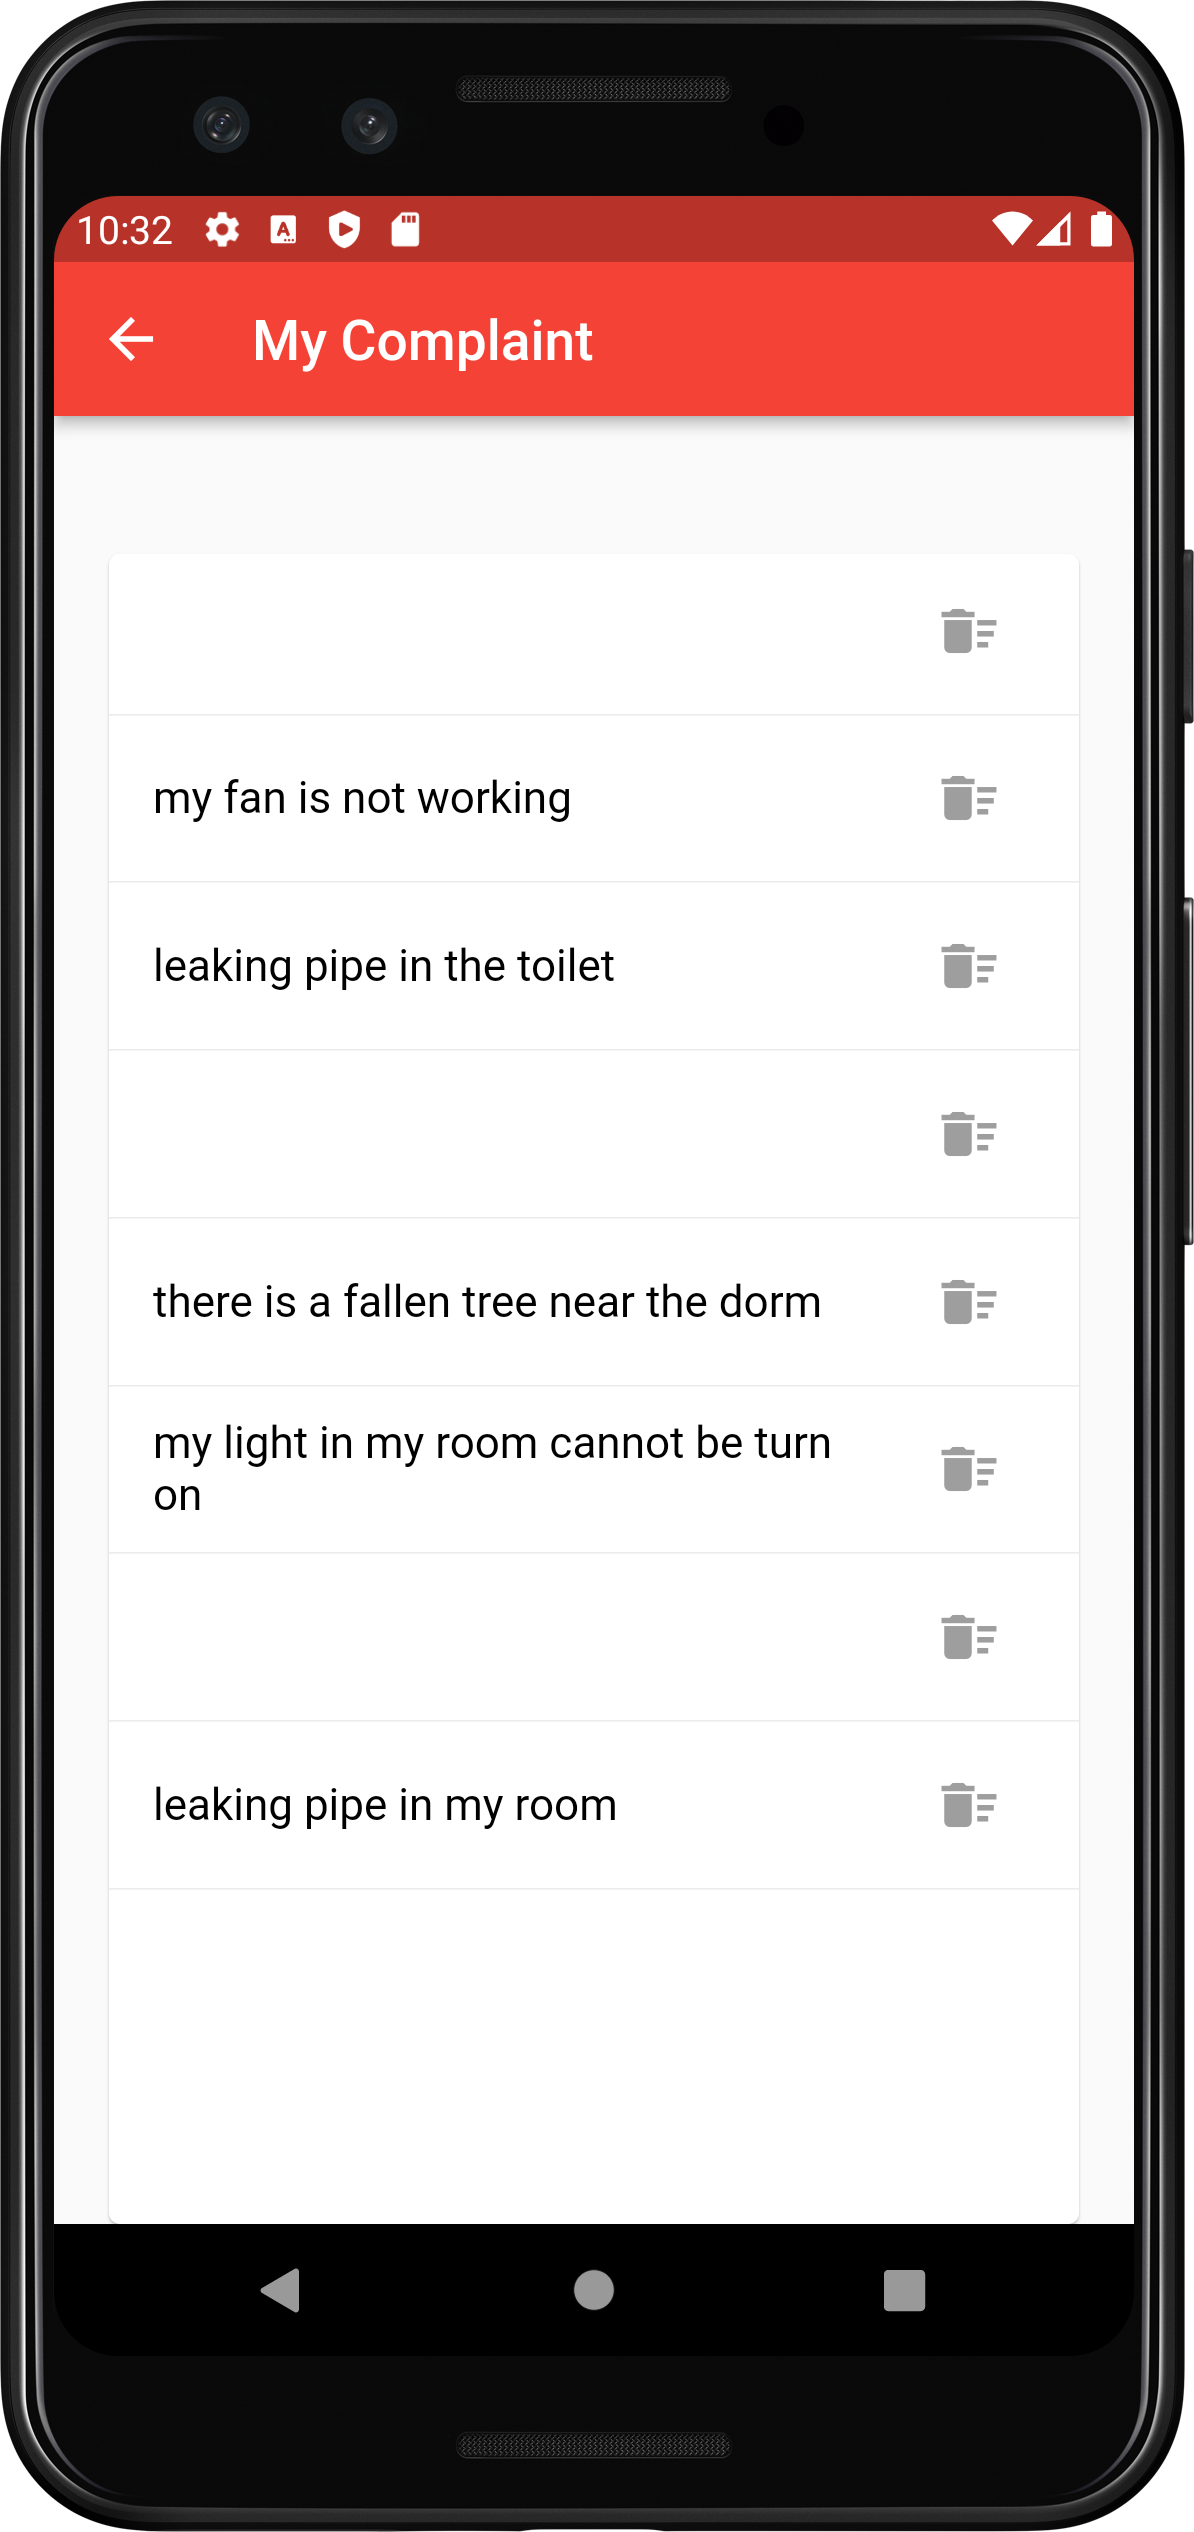 10:32
My Complaint
my fan is not working
leaking pipe in the toilet
there is a fallen tree near the dorm
my light in my room cannot be turn
on
leaking pipe in my room